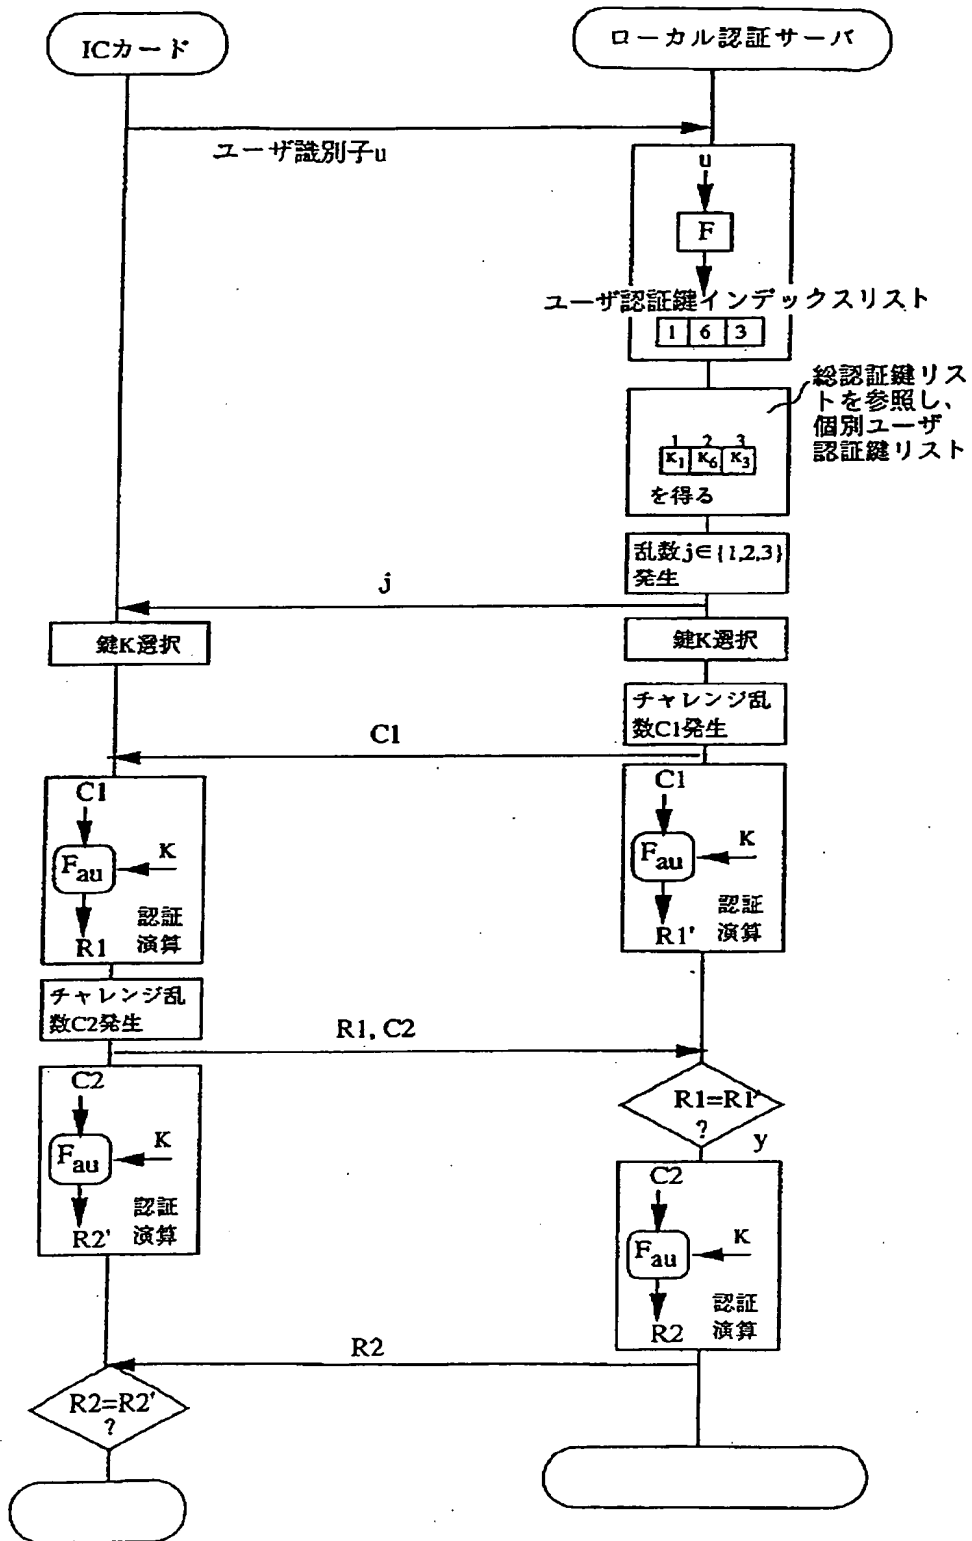 ICカード
ローカル認証サーバ
ユーザ識別子u
u
F
ユーザ認証鍵インデックスリスト
1 6 3
総認証鍵リス
トを参照し、
個別ユーザ
認証鍵リスト
1 2 3
K1 K6 K3
を得る
乱数j∈{1,2,3}
発生
j
鍵K選択
鍵K選択
チャレンジ乱
数C1発生
C1
C1
Fau
K
R1
認証
演算
C1
Fau
K
R1'
認証
演算
チャレンジ乱
数C2発生
R1, C2
C2
Fau
K
R2'
認証
演算
R1=R1'
?
y
C2
Fau
K
R2
認証
演算
R2
R2=R2'
?